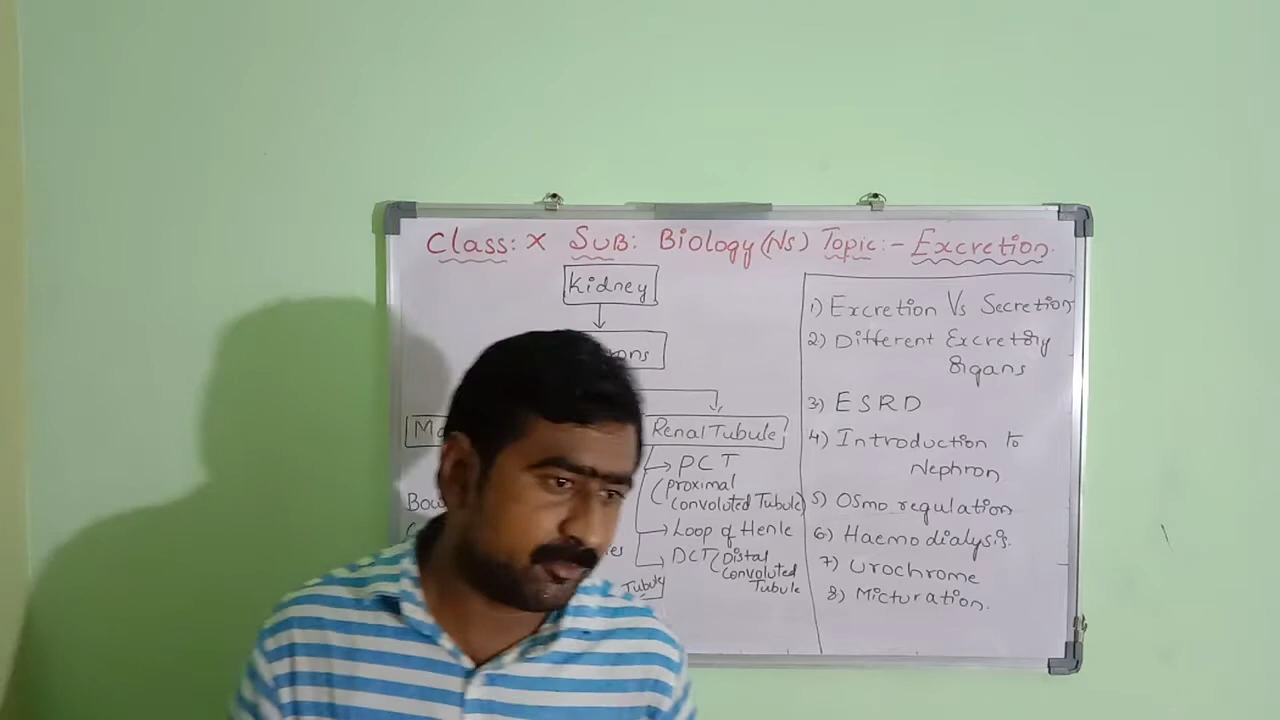 Class: X Sub: Biology (NS) Topic:- Excretion.
Kidney
Renal Tubule
PCT
(Proximal
Convoluted Tubule)
Loop of Henle
DCT (Distal
Convoluted
Tubule
Tubule
1) Excretion Vs Secretion
2) Different Excretory
Organs
3) ESRD
4) Introduction to
Nephron
5) Osmo regulation
6) Haemo dialysis.
7) Urochrome
8) Micturation.